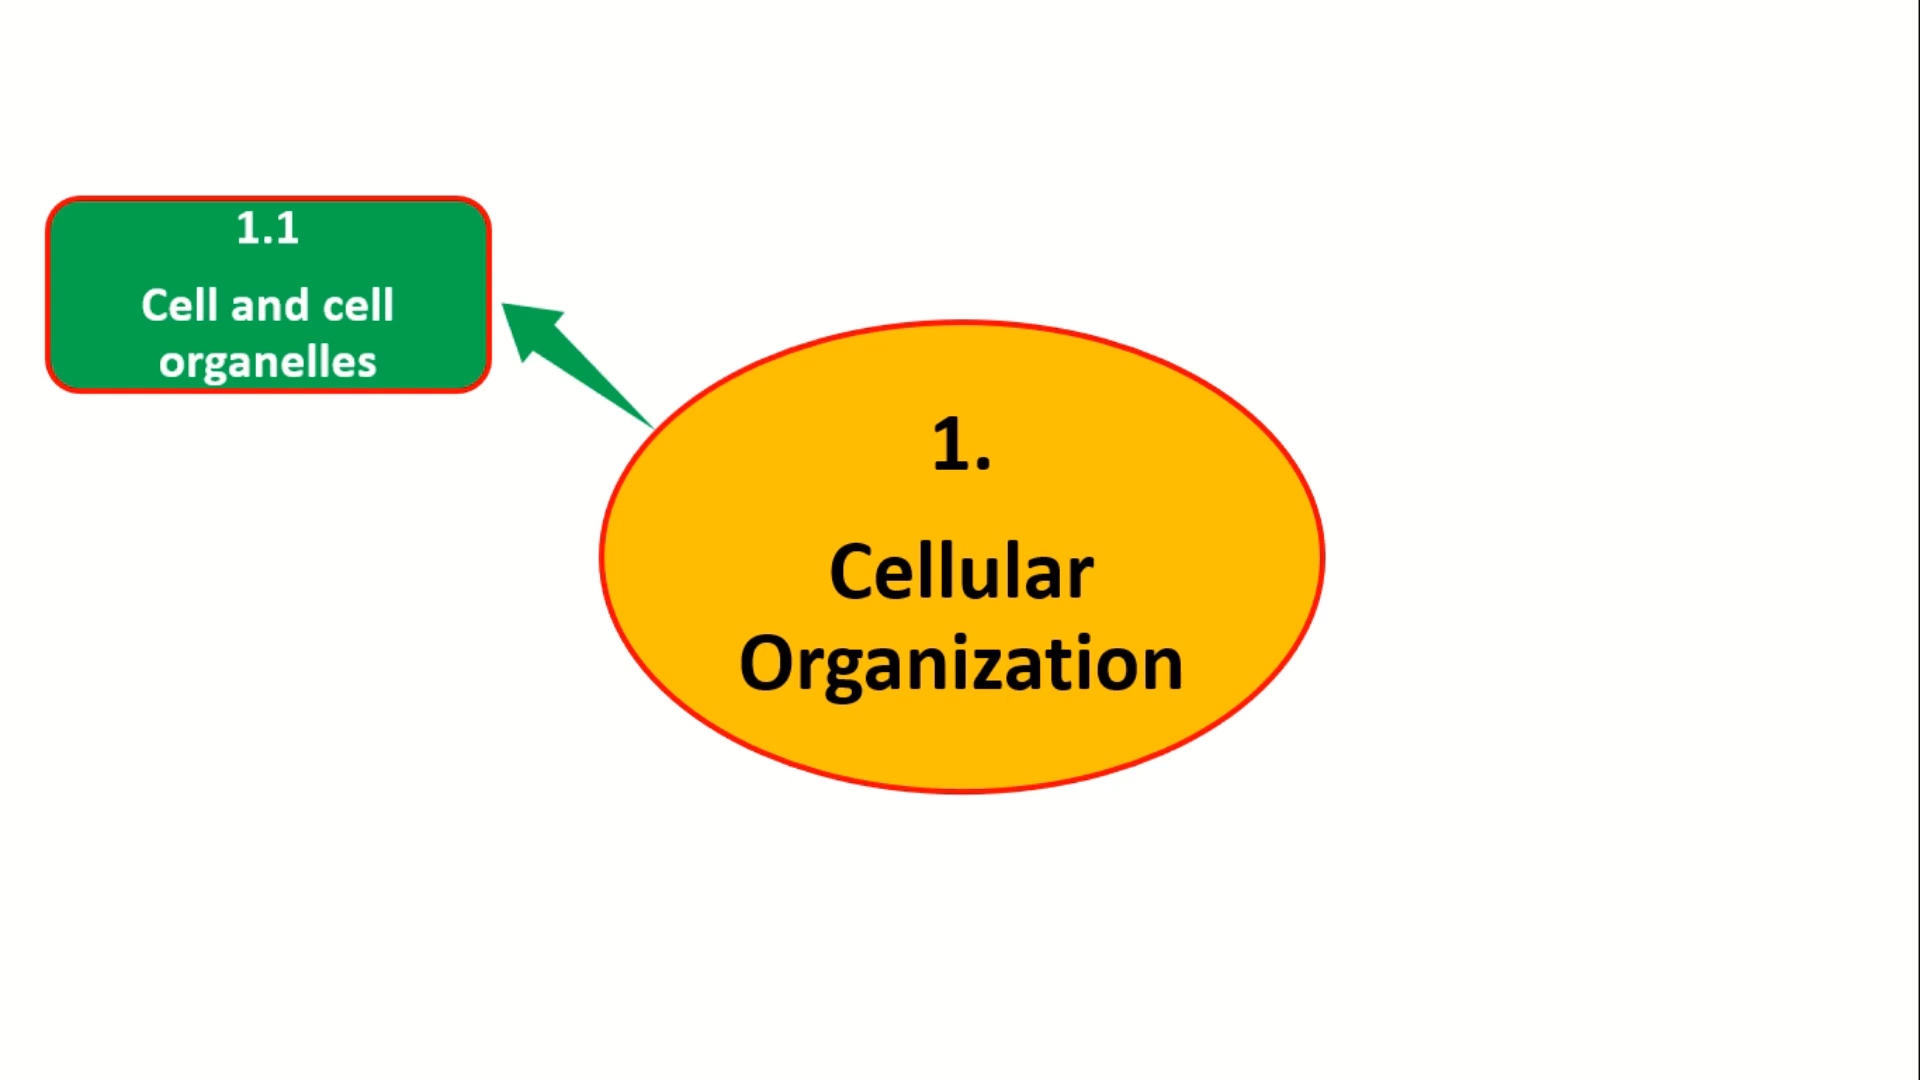 1.1
Cell and cell
organelles
1.
Cellular
Organization